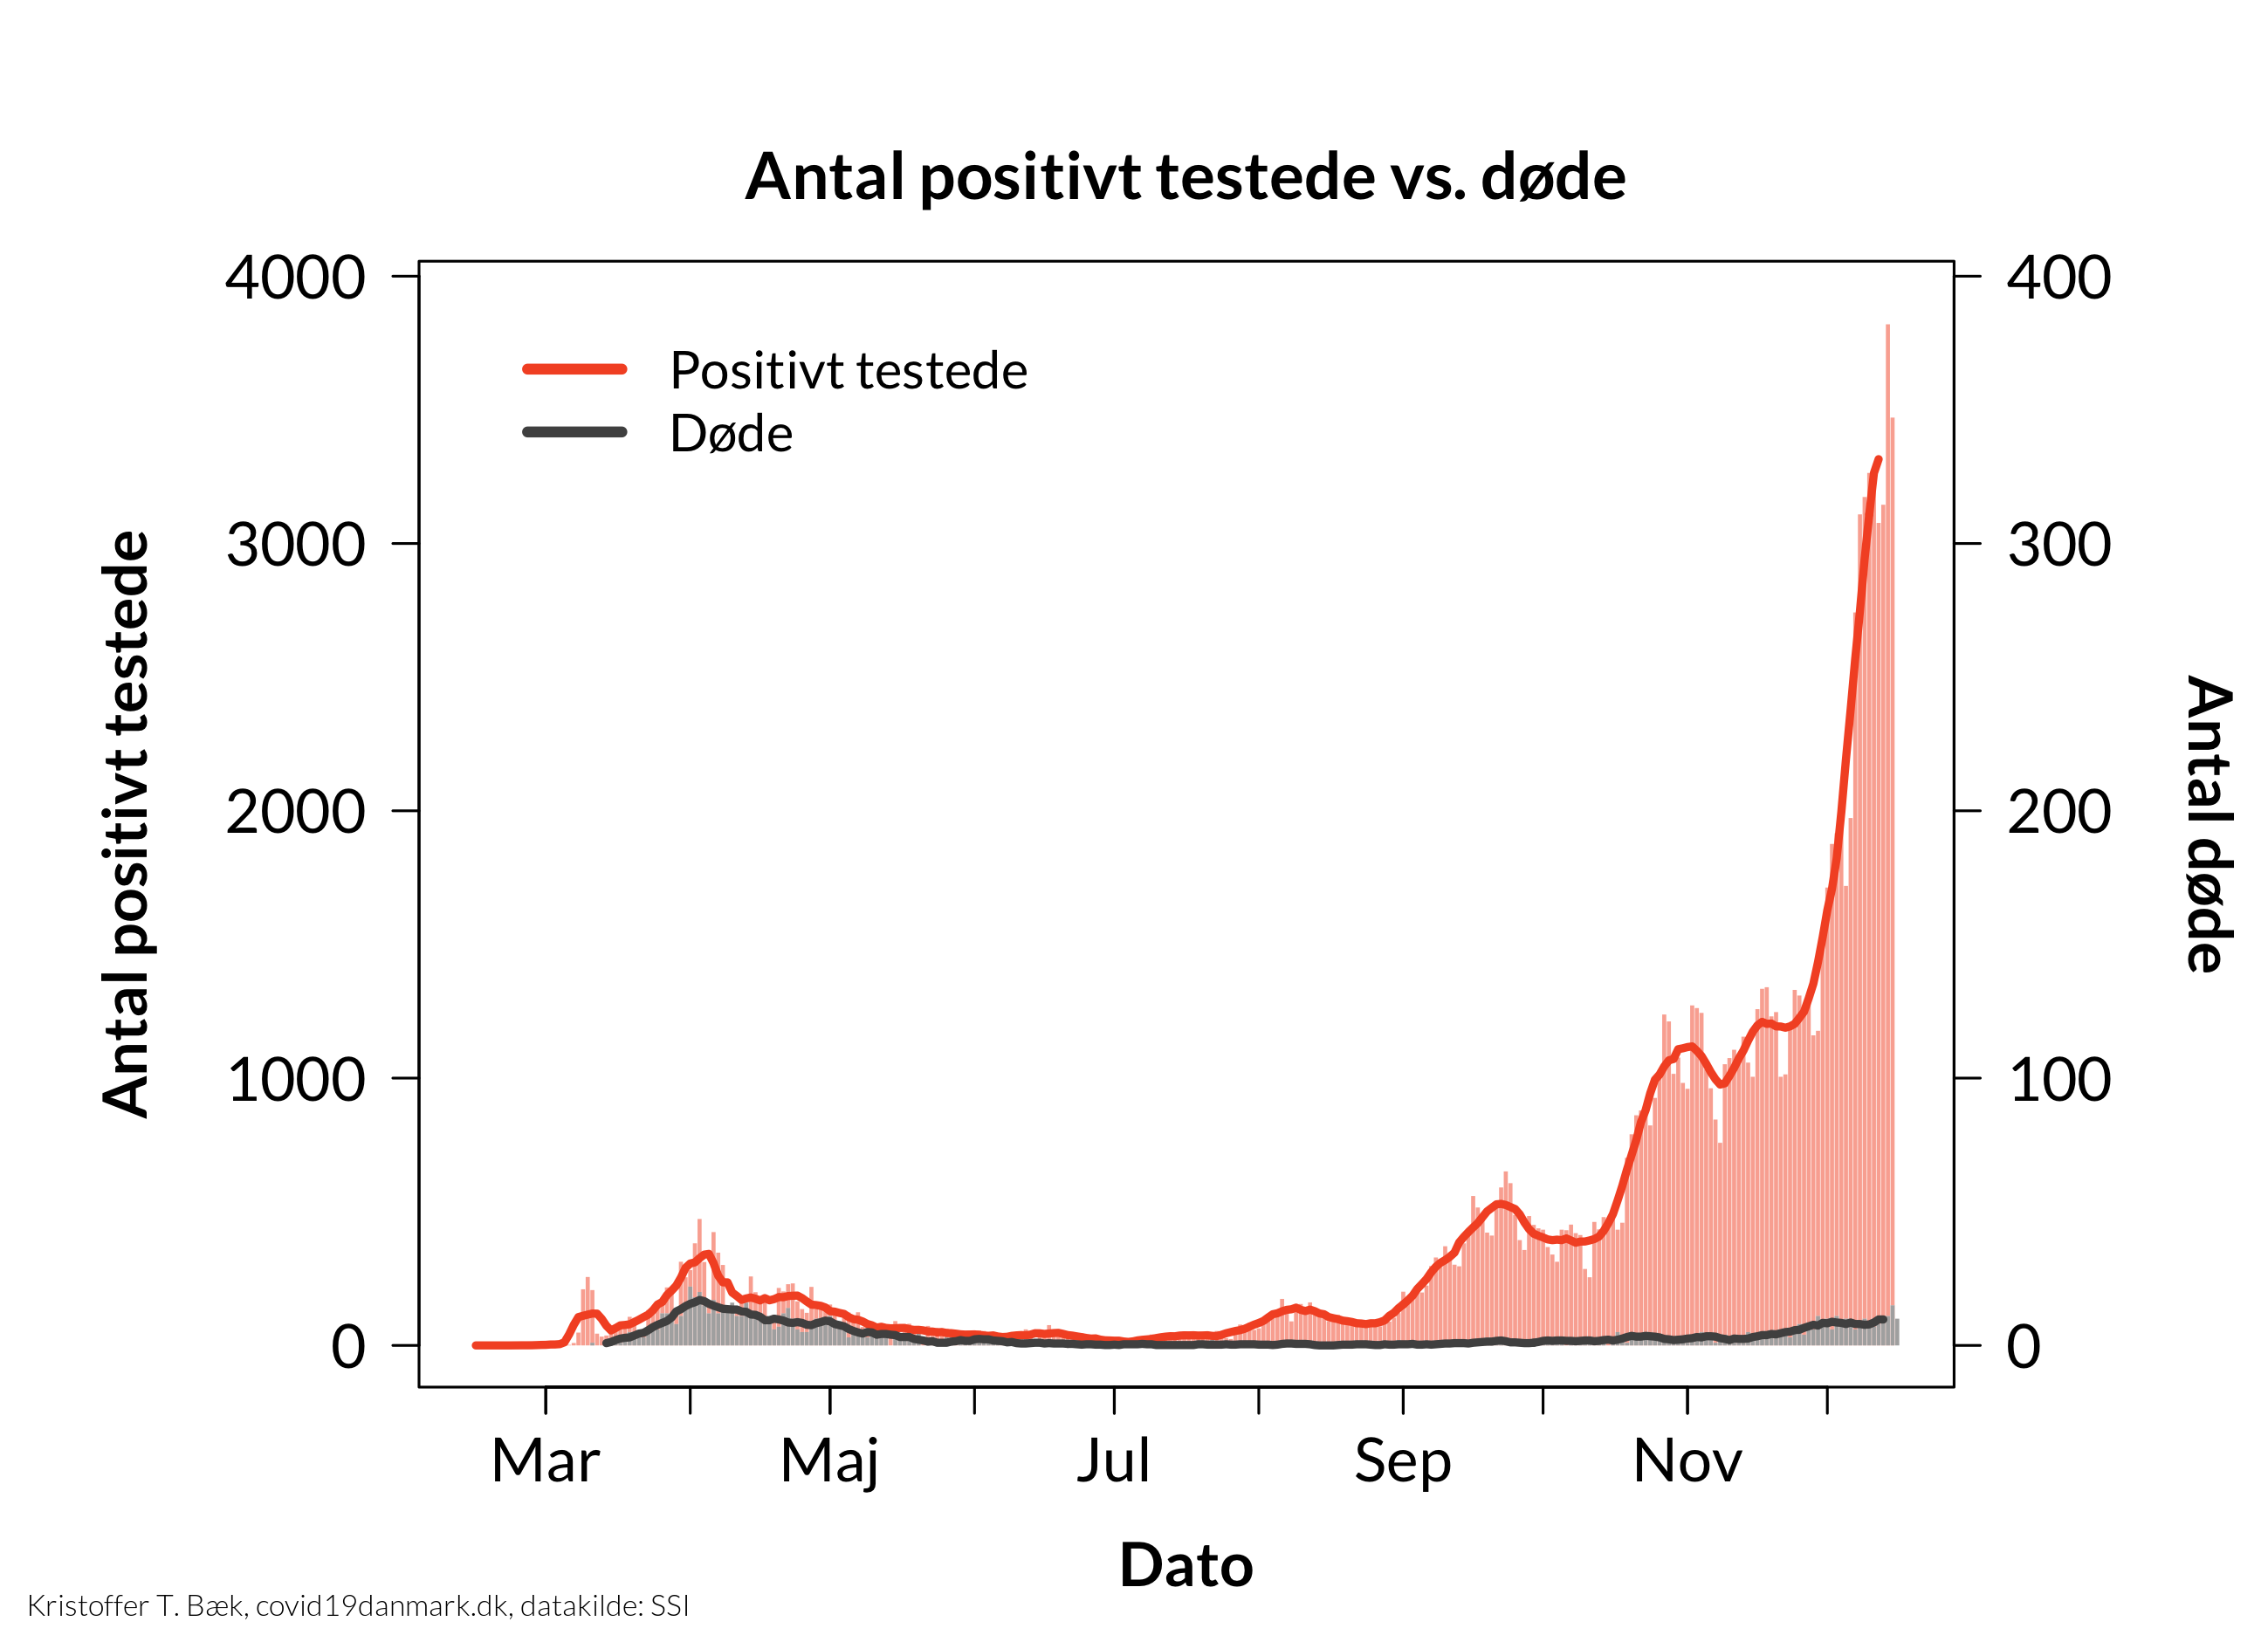 Antal positivt testede vs. døde
4000
3000
2000
1000
0
Antal positivt testede
Positivt testede
Døde
400
300
200
100
0
Antal døde
Mar
Maj
Jul
Sep
Nov
Dato
Kristoffer T. Bæk, covid19danmark.dk, datakilde: SSI